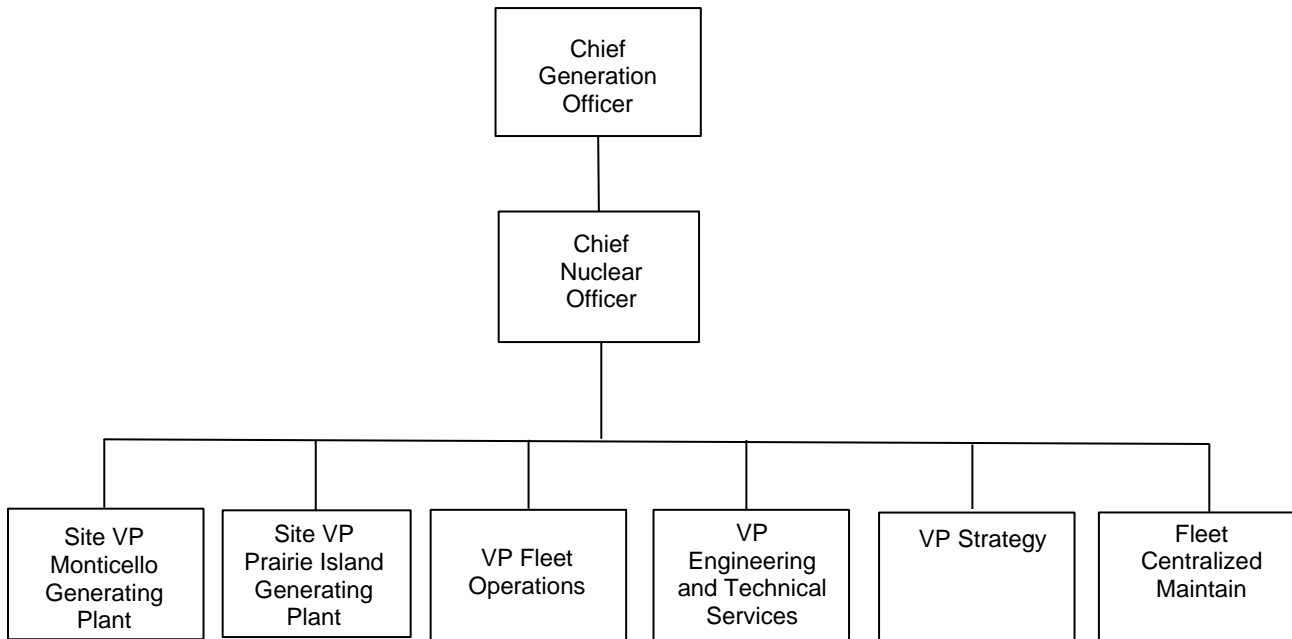 Chief
Generation
Officer
Chief
Nuclear
Officer
Site VP
Monticello
Generating
Plant
Site VP
Prairie Island
Generating
Plant
VP Fleet
Operations
VP
Engineering
and Technical
Services
VP Strategy
Fleet
Centralized
Maintain